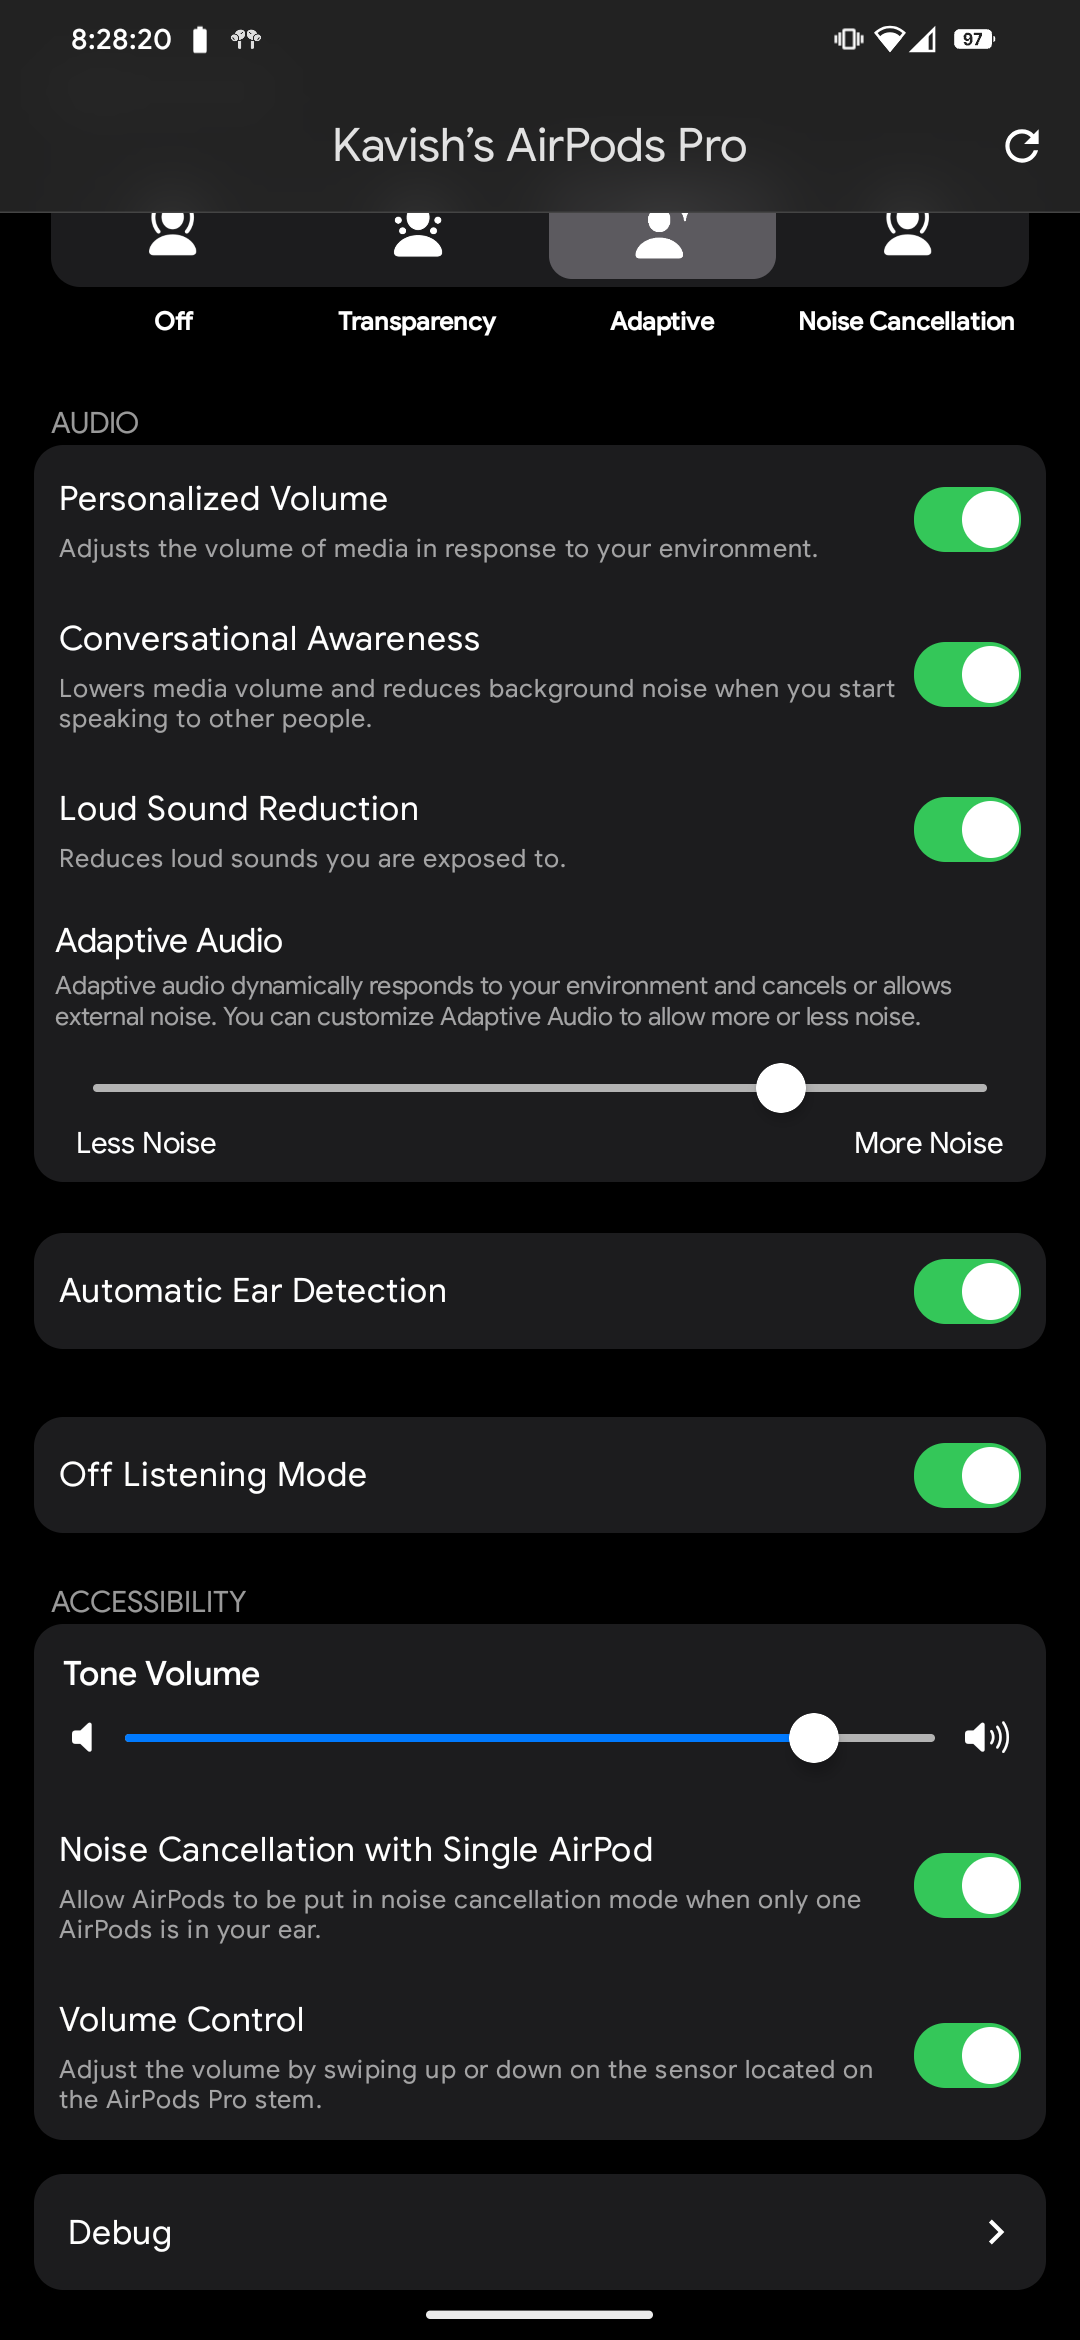 8:28:20
97
Kavish's AirPods Pro
Off
Transparency
Adaptive
Noise Cancellation
AUDIO
Personalized Volume
Adjusts the volume of media in response to your environment.
Conversational Awareness
Lowers media volume and reduces background noise when you start
speaking to other people.
Loud Sound Reduction
Reduces loud sounds you are exposed to.
Adaptive Audio
Adaptive audio dynamically responds to your environment and cancels or allows
external noise. You can customize Adaptive Audio to allow more or less noise.
Less Noise
More Noise
Automatic Ear Detection
Off Listening Mode
ACCESSIBILITY
Tone Volume
Noise Cancellation with Single AirPod
Allow AirPods to be put in noise cancellation mode when only one
AirPods is in your ear.
Volume Control
Adjust the volume by swiping up or down on the sensor located on
the AirPods Pro stem.
Debug